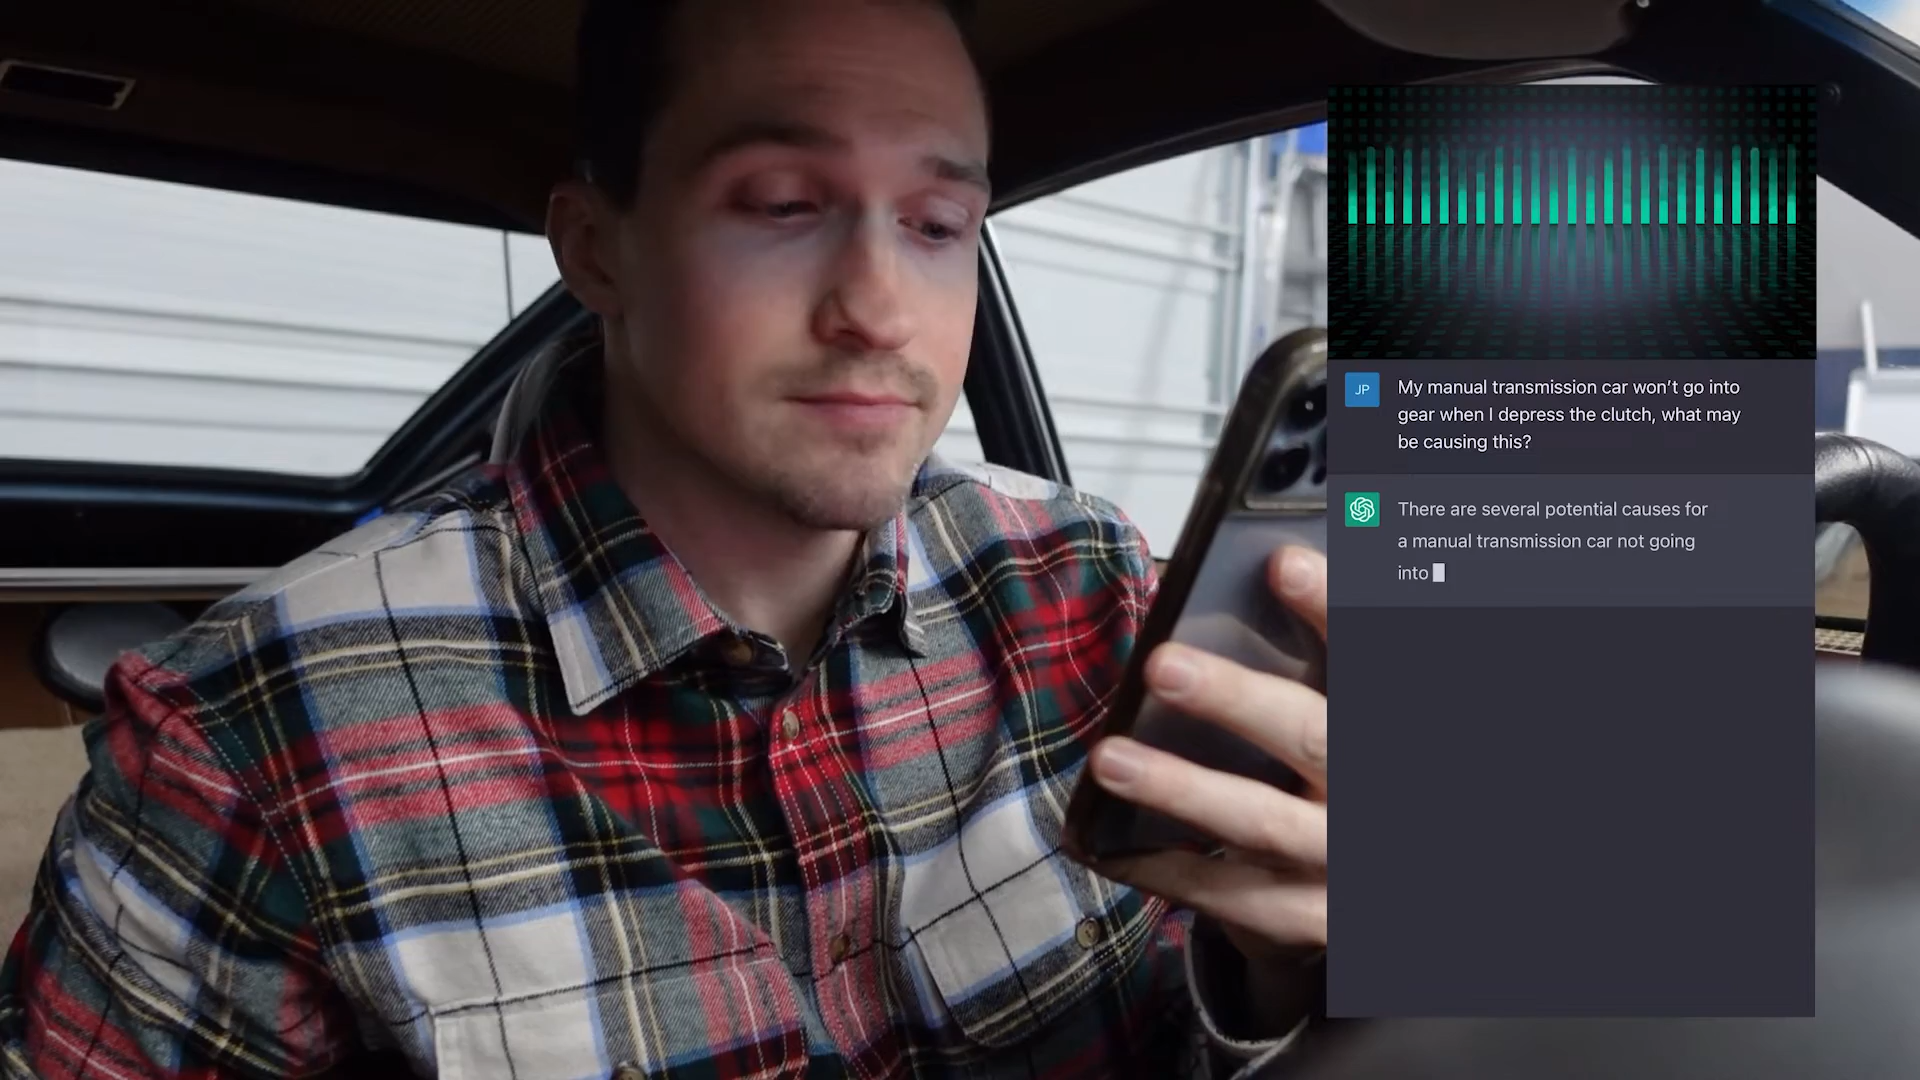 JP
My manual transmission car won’t go into
gear when I depress the clutch, what may
be causing this?
There are several potential causes for
a manual transmission car not going
into